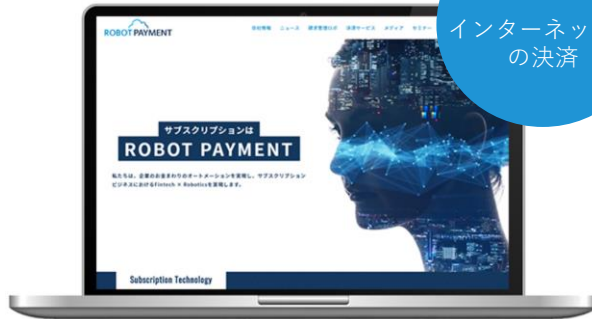 ROBOT PAYMENT
会社情報 ニュース 請求管理ロボ 決済サービス メディア セミナー
インターネッ
の決済
サブスクリプションは
ROBOT PAYMENT
私たちは、企業のお金まわりのオートメーションを実現し、サブスクリプション
ビジネスにおけるFintech × Roboticsを実現します。
Subscription Technology